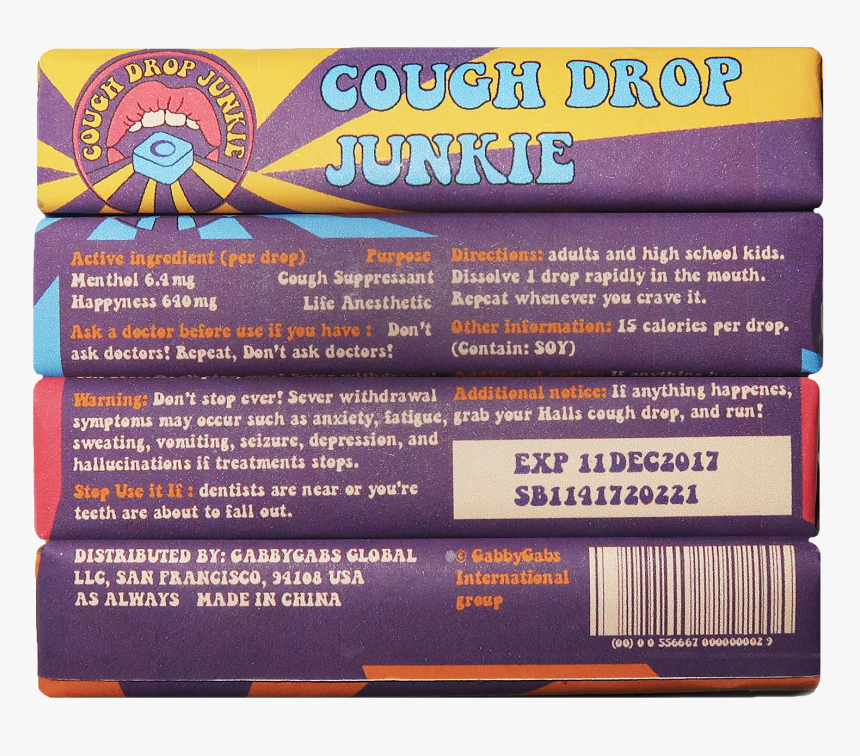 COUGH DROP JUNKIE
COUGH DROP
JUNKIE
Active ingredient (per drop) Purpose
Menthol 6.4mg Cough Suppressant
Happyness 640mg Life Anesthetic
Ask a doctor before use if you have : Don't
ask doctors! Repeat, Don't ask doctors!
Directions: adults and high school kids.
Dissolve 1 drop rapidly in the mouth.
Repeat whenever you crave it.
Other information: 15 calories per drop.
(Contain: SOY)
Warning: Don't stop ever! Sever withdrawal
symptoms may occur such as anxiety, fatigue,
sweating, vomiting, seizure, depression, and
hallucinations if treatments stops.
Stop Use it If : dentists are near or you're
teeth are about to fall out.
Additional notice: If anything happenes,
grab your Halls cough drop, and run!
EXP 11DEC2017
SB1141720221
DISTRIBUTED BY: GABBYGABS GLOBAL
LLC, SAN FRANCISCO, 94108 USA
AS ALWAYS MADE IN CHINA
© GabbyGabs
International
group
(00) 0 0 556667 000000002 9